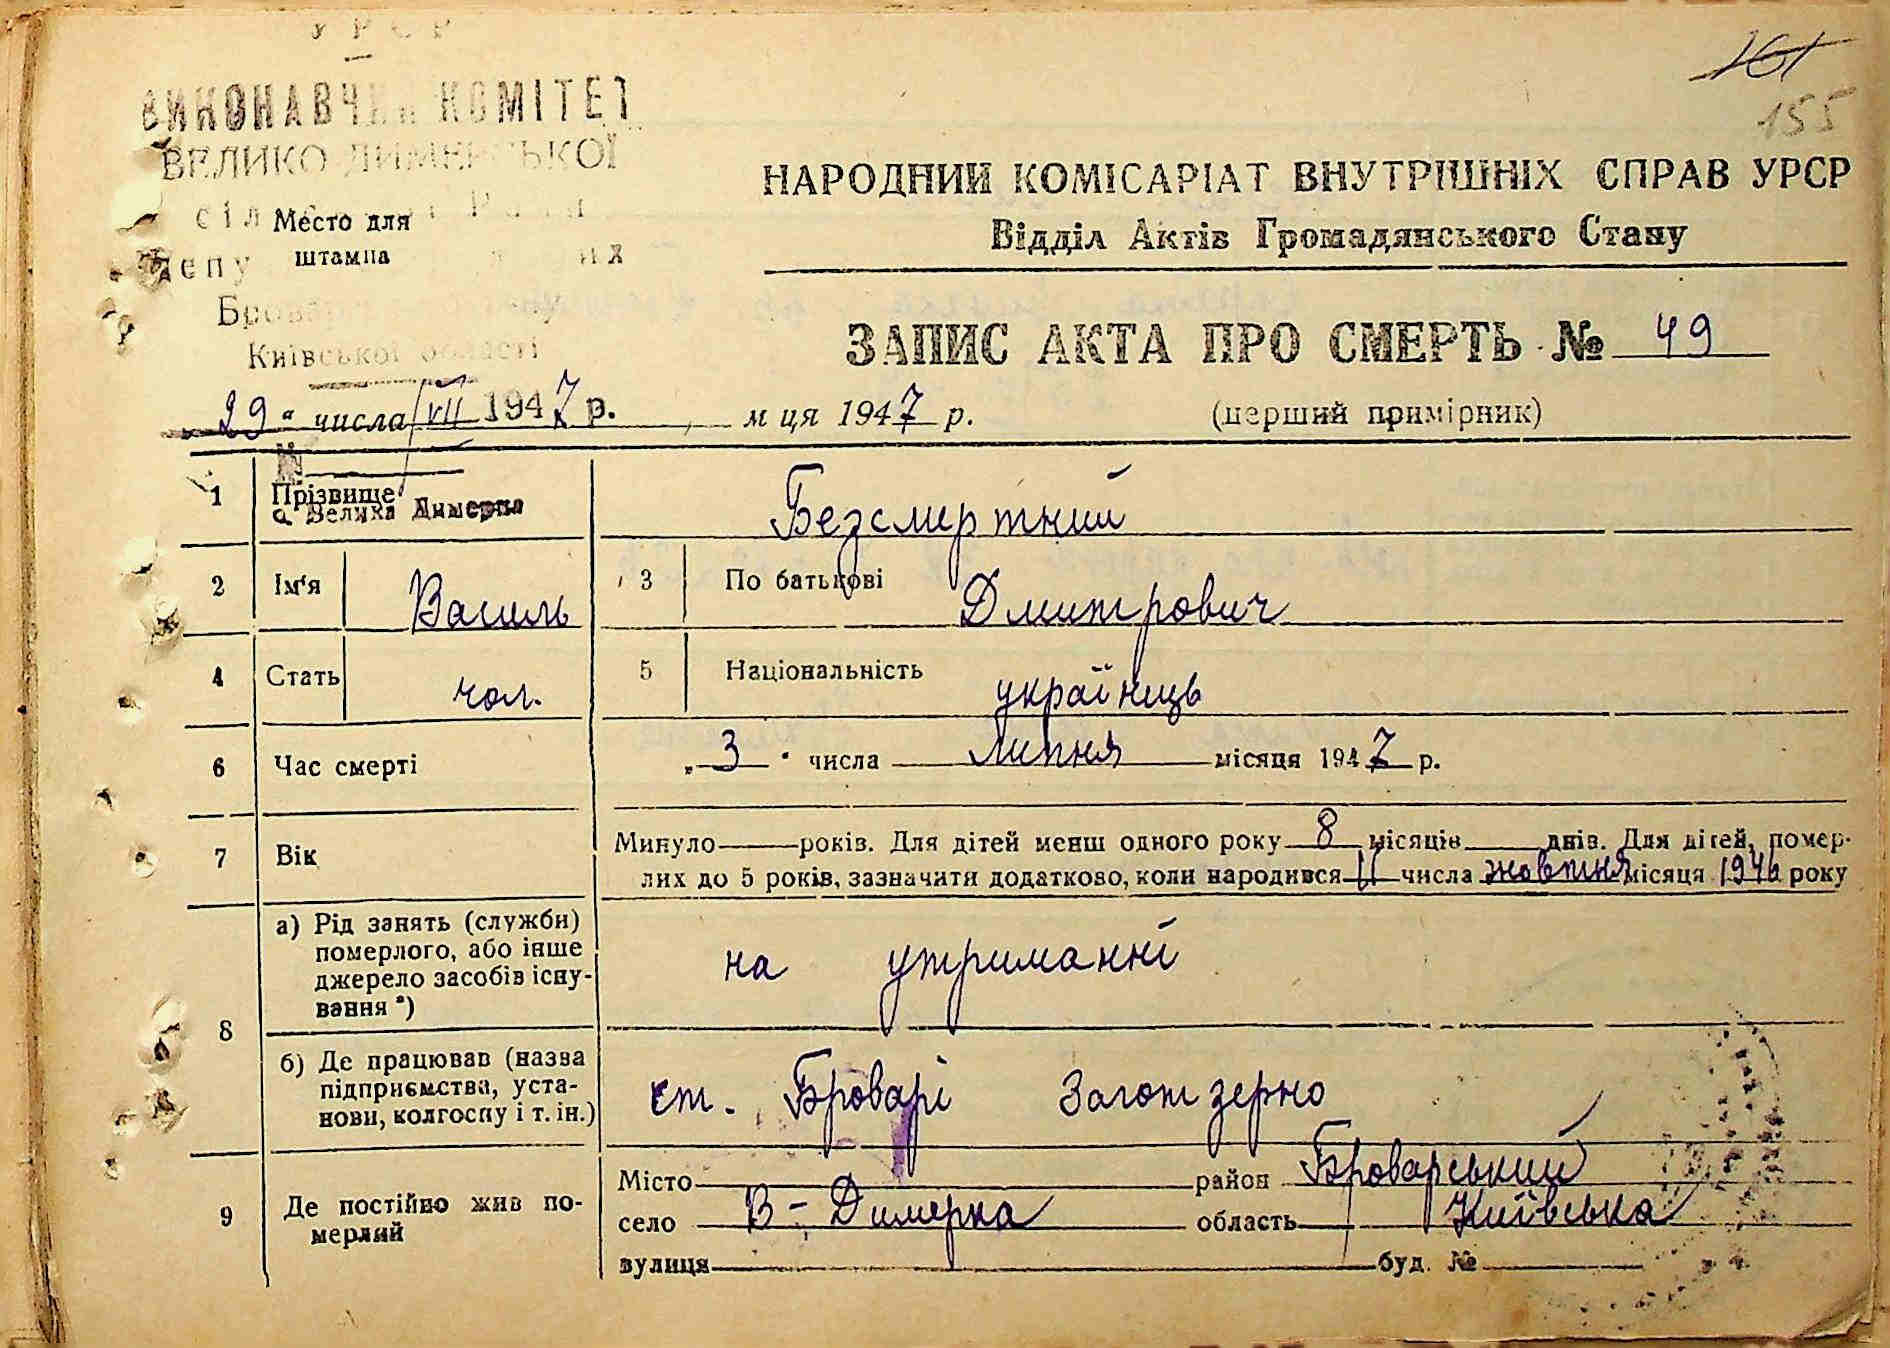 УРСР
ВИКОНАВЧИЙ КОМІТЕТ
ВЕЛИКО ДИМЕРСЬКОЇ
Место для
штампа
Київської області
161
155
НАРОДНИЙ КОМІСАРІАТ ВНУТРІШНІХ СПРАВ УРСР
Відділ Актів Громадянського Стану
ЗАПИС АКТА ПРО СМЕРТЬ № 49
29 " числа VII 1947 р. м ця 1947 р. (перший примірник)
№
1 Прізвище Безсмертний
с. Велика Димерка
2 Ім'я Василь 3 По батькові Дмитрович
4 Стать чол. 5 Національність українець
6 Час смерті „ 3 " числа липня місяця 1947 р.
7 Вік Минуло років. Для дітей менш одного року 8 місяців днів. Для дітей, помер-
лих до 5 років, зазначити додатково, коли народився 11 числа жовтня місяця 1946 року
8 а) Рід занять (служби)
померлого, або інше
джерело засобів існу-
вання *)
на утриманні
б) Де працював (назва
підприємства, уста-
нови, колгоспу і т. ін.)
ст. Броварі Заготзерно
9 Де постійно жив по-
мерлий
Місто район Броварський
село В-Димерка область Київська
вулиця буд. №